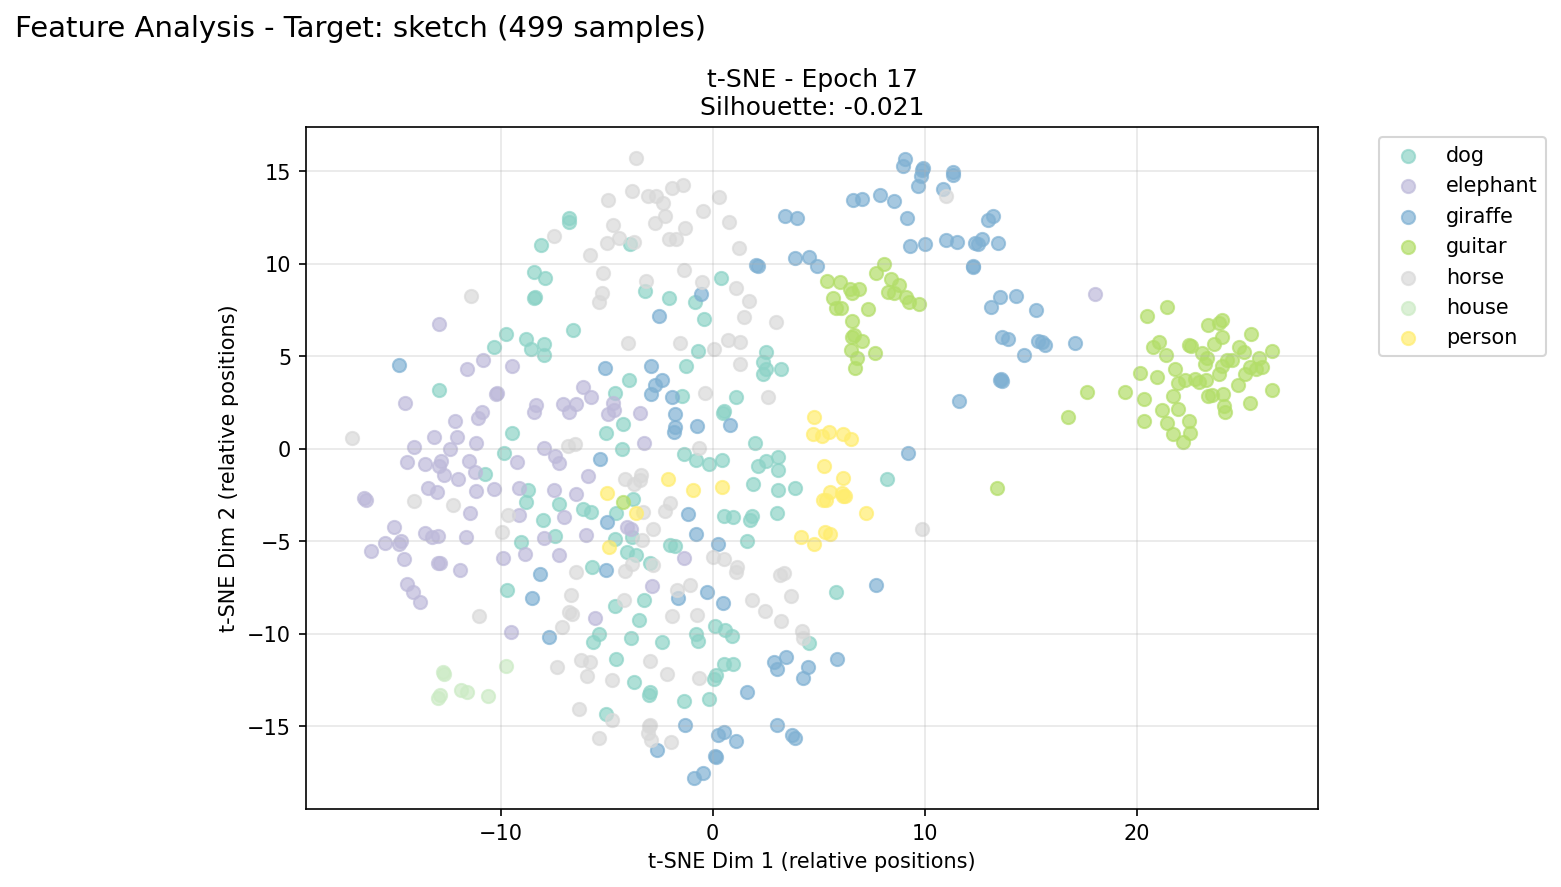 Feature Analysis - Target: sketch (499 samples)
t-SNE - Epoch 17
Silhouette: -0.021
dog
elephant
giraffe
guitar
horse
house
person
15
10
5
0
−5
−10
−15
t-SNE Dim 2 (relative positions)
−10
0
10
20
t-SNE Dim 1 (relative positions)